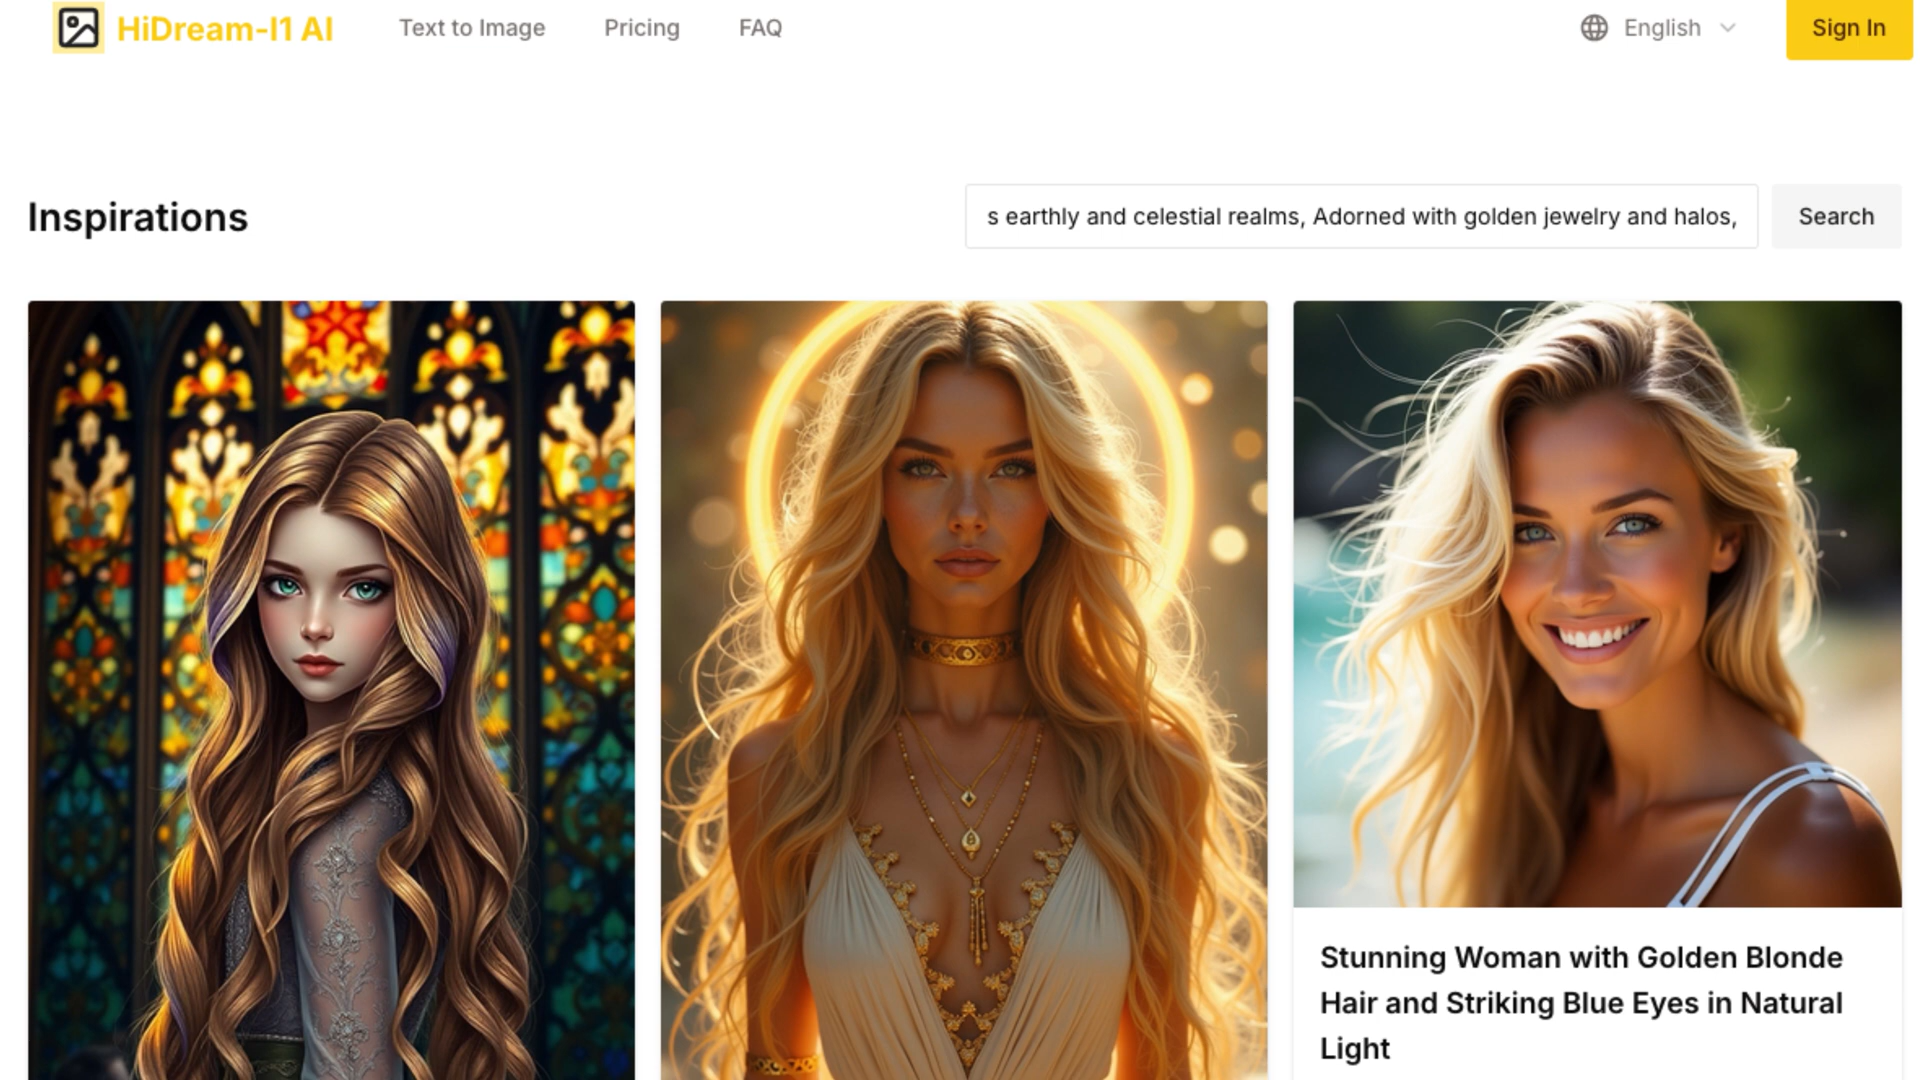 HiDream-I1 AI
Text to Image
Pricing
FAQ
English
Sign In
Inspirations
s earthly and celestial realms, Adorned with golden jewelry and halos,
Search
Stunning Woman with Golden Blonde
Hair and Striking Blue Eyes in Natural
Light